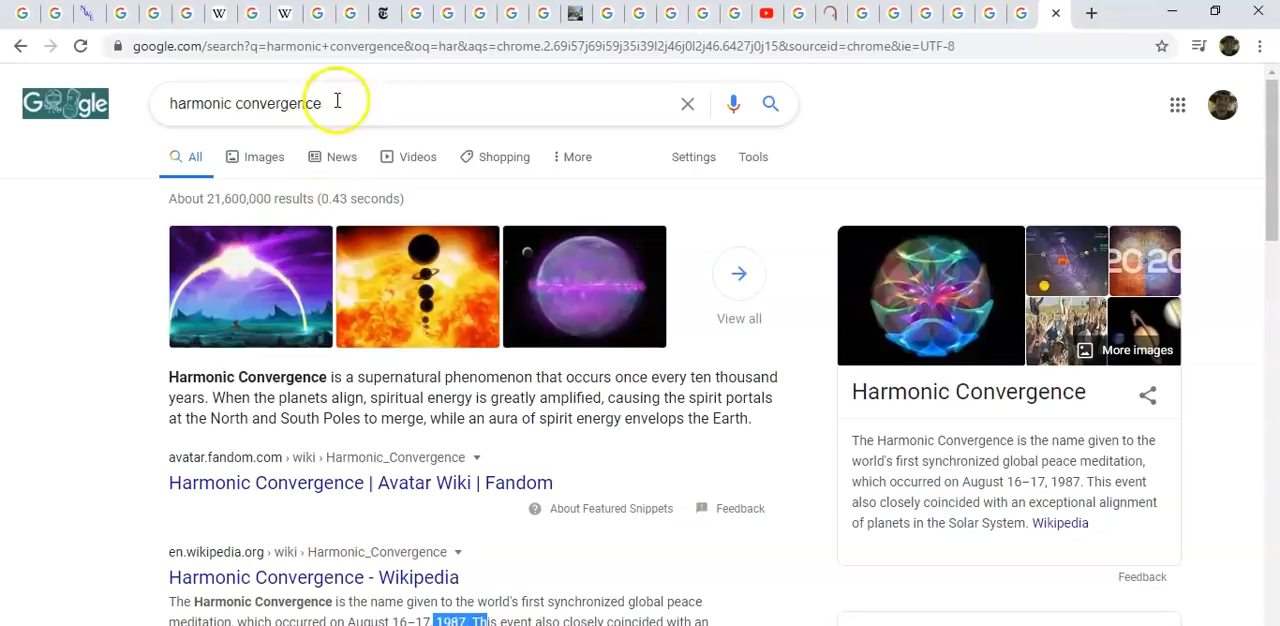 google.com/search?q=harmonic+convergence&oq=har&aqs=chrome.2.69i57j69i59j35i39l2j46j0l2j46.6427j0j15&sourceid=chrome&ie=UTF-8
Google
harmonic convergence
All
Images
News
Videos
Shopping
More
Settings
Tools
About 21,600,000 results (0.43 seconds)
View all
2020
More images
Harmonic Convergence is a supernatural phenomenon that occurs once every ten thousand
years. When the planets align, spiritual energy is greatly amplified, causing the spirit portals
at the North and South Poles to merge, while an aura of spirit energy envelops the Earth.
avatar.fandom.com › wiki › Harmonic_Convergence
Harmonic Convergence | Avatar Wiki | Fandom
About Featured Snippets
Feedback
en.wikipedia.org › wiki › Harmonic_Convergence
Harmonic Convergence - Wikipedia
The Harmonic Convergence is the name given to the world's first synchronized global peace
meditation, which occurred on August 16–17, 1987. This event also closely coincided with an
Harmonic Convergence
The Harmonic Convergence is the name given to the
world's first synchronized global peace meditation,
which occurred on August 16–17, 1987. This event
also closely coincided with an exceptional alignment
of planets in the Solar System. Wikipedia
Feedback